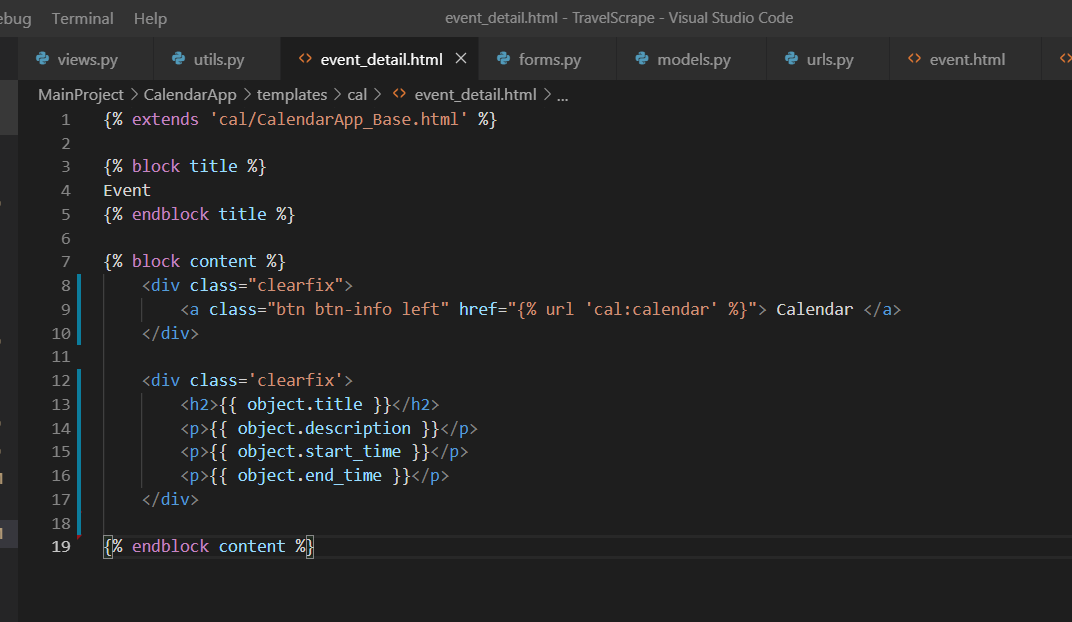 ebug Terminal Help event_detail.html - TravelScrape - Visual Studio Code
views.py utils.py event_detail.html forms.py models.py urls.py event.html
MainProject > CalendarApp > templates > cal > event_detail.html > ...
1 {% extends 'cal/CalendarApp_Base.html' %}
2
3 {% block title %}
4 Event
5 {% endblock title %}
6
7 {% block content %}
8     <div class="clearfix">
9         <a class="btn btn-info left" href="{% url 'cal:calendar' %}"> Calendar </a>
10     </div>
11
12     <div class='clearfix'>
13         <h2>{{ object.title }}</h2>
14         <p>{{ object.description }}</p>
15         <p>{{ object.start_time }}</p>
16         <p>{{ object.end_time }}</p>
17     </div>
18
19 {% endblock content %}